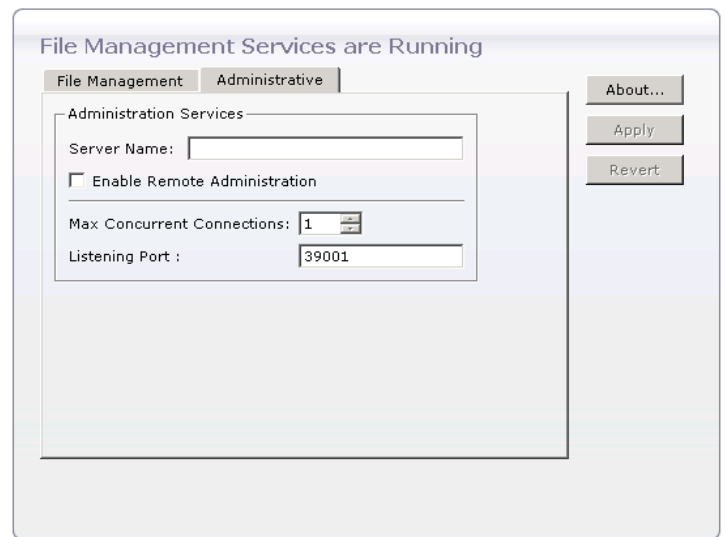 File Management Services are Running
File Management Administrative
About...
Administration Services
Apply
Server Name:
Revert
Enable Remote Administration
Max Concurrent Connections: 1
Listening Port : 39001